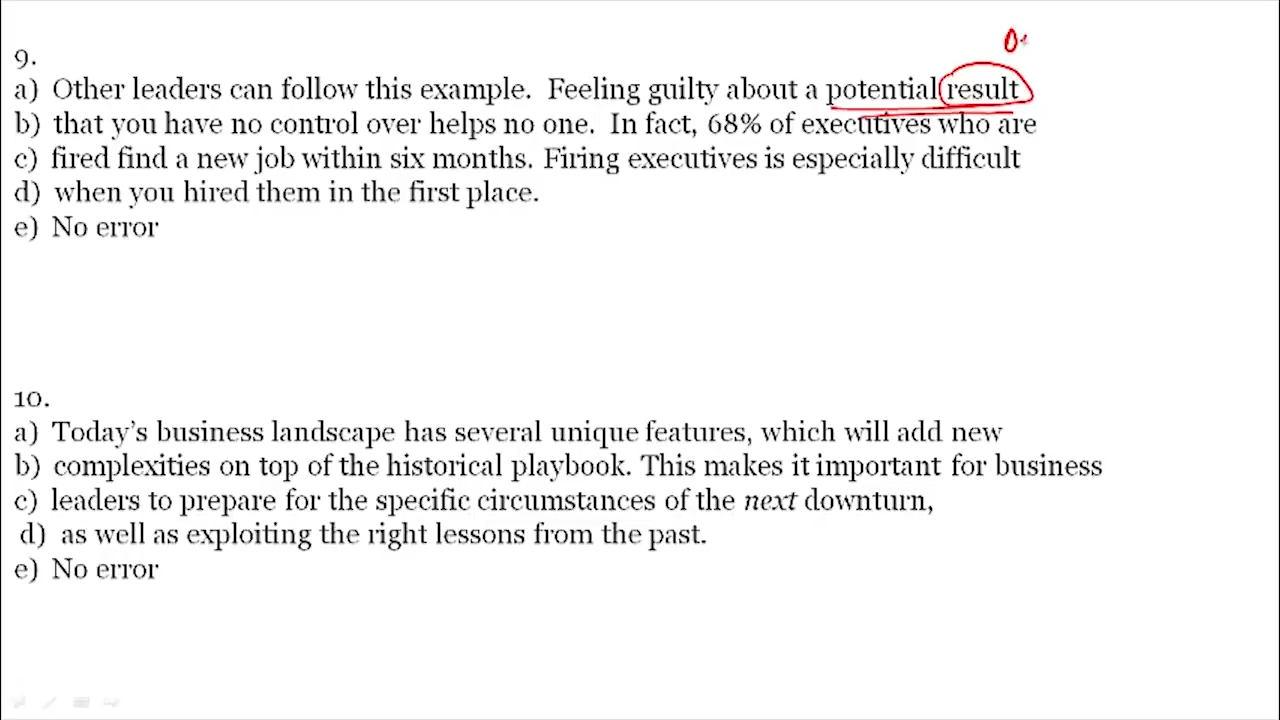 9.
a) Other leaders can follow this example. Feeling guilty about a potential result
b) that you have no control over helps no one. In fact, 68% of executives who are
c) fired find a new job within six months. Firing executives is especially difficult
d) when you hired them in the first place.
e) No error
10.
a) Today's business landscape has several unique features, which will add new
b) complexities on top of the historical playbook. This makes it important for business
c) leaders to prepare for the specific circumstances of the next downturn,
d) as well as exploiting the right lessons from the past.
e) No error